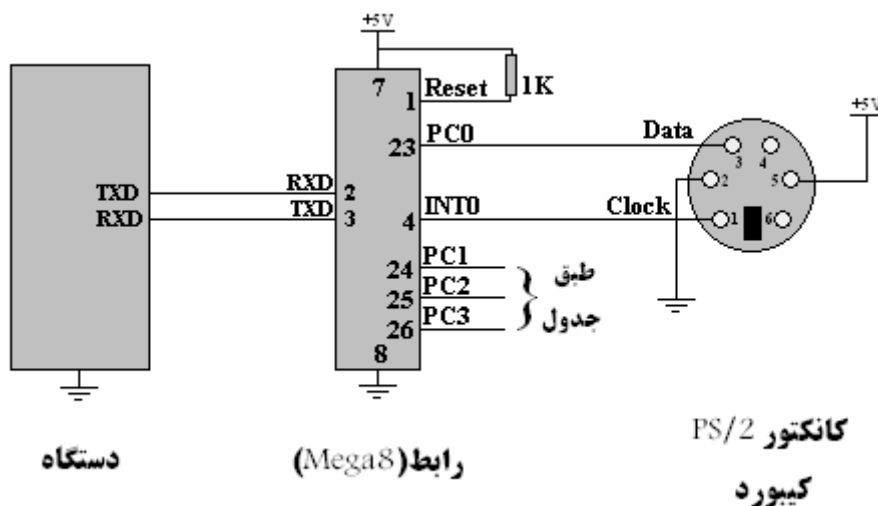 +5V
7
Reset
1
1K
+5V
23
PC0
Data
3
4
TXD
RXD
2
2
5
RXD
TXD
3
4
INT0
Clock
1
6
24
PC1
طبق
25
PC2
جدول
26
PC3
8
دستگاه
رابط(Mega8)
کانکتور PS/2
کیبورد